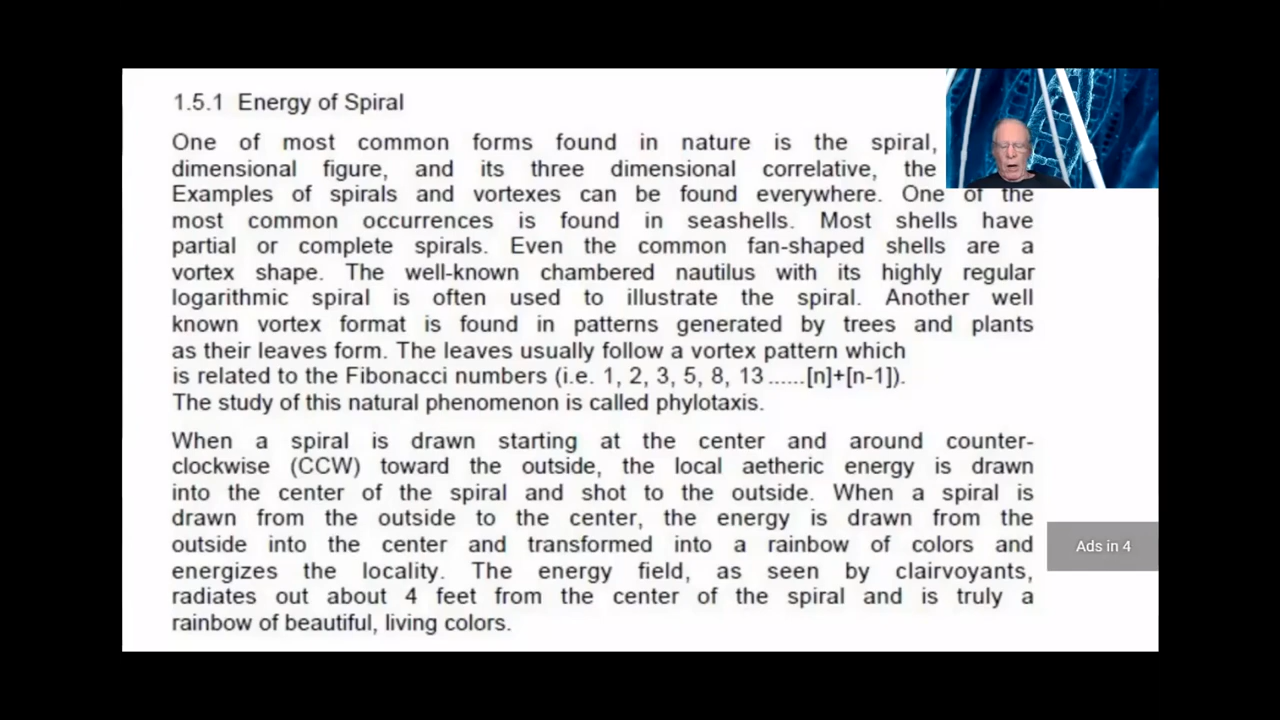 1.5.1 Energy of Spiral
One of most common forms found in nature is the spiral,
dimensional figure, and its three dimensional correlative, the
Examples of spirals and vortexes can be found everywhere. One of the
most common occurrences is found in seashells. Most shells have
partial or complete spirals. Even the common fan-shaped shells are a
vortex shape. The well-known chambered nautilus with its highly regular
logarithmic spiral is often used to illustrate the spiral. Another well
known vortex format is found in patterns generated by trees and plants
as their leaves form. The leaves usually follow a vortex pattern which
is related to the Fibonacci numbers (i.e. 1, 2, 3, 5, 8, 13 ......[n]+[n-1]).
The study of this natural phenomenon is called phylotaxis.
When a spiral is drawn starting at the center and around counter-
clockwise (CCW) toward the outside, the local aetheric energy is drawn
into the center of the spiral and shot to the outside. When a spiral is
drawn from the outside to the center, the energy is drawn from the
outside into the center and transformed into a rainbow of colors and
energizes the locality. The energy field, as seen by clairvoyants,
radiates out about 4 feet from the center of the spiral and is truly a
rainbow of beautiful, living colors.
Ads in 4